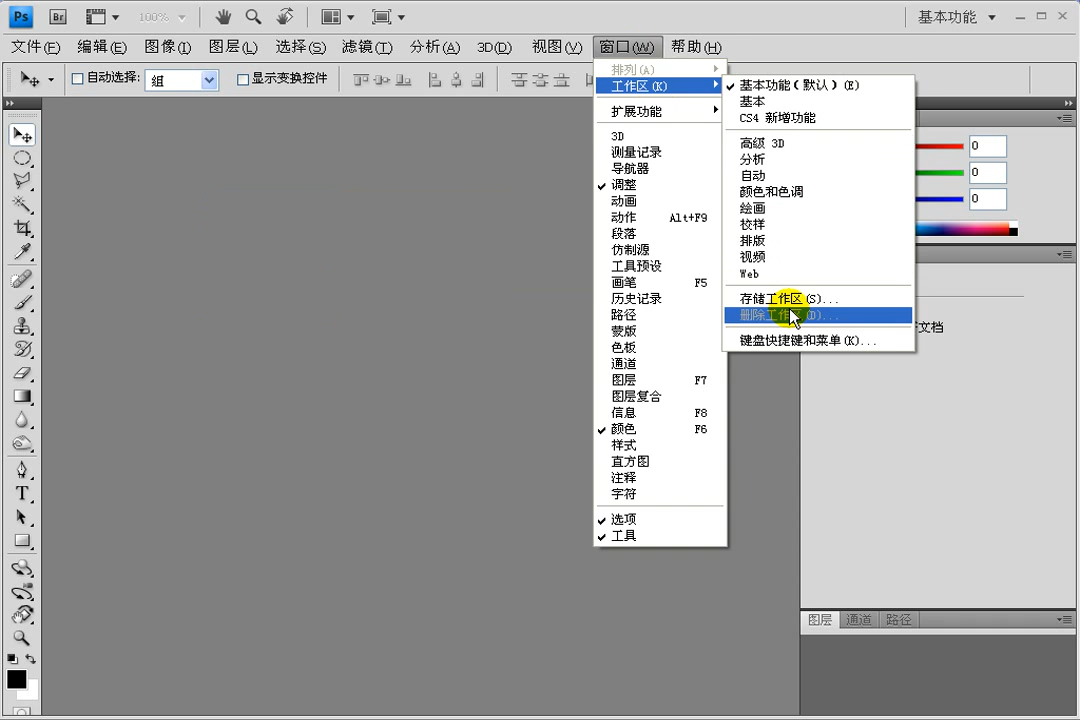 Ps Br 100% 基本功能
文件(F) 编辑(E) 图像(I) 图层(L) 选择(S) 滤镜(T) 分析(A) 3D(D) 视图(V) 窗口(W) 帮助(H)
自动选择: 组 显示变换控件
排列(A)
工作区(K)
扩展功能
3D
测量记录
导航器
调整
动画
动作 Alt+F9
段落
仿制源
工具预设
画笔 F5
历史记录
路径
蒙版
色板
通道
图层 F7
图层复合
信息 F8
颜色 F6
样式
直方图
注释
字符
选项
工具
基本功能(默认)(E)
基本
CS4 新增功能
高级 3D
分析
自动
颜色和色调
绘画
校样
排版
视频
Web
存储工作区(S)...
删除工作区(D)...
键盘快捷键和菜单(K)...
0
0
0
文档
图层 通道 路径
T